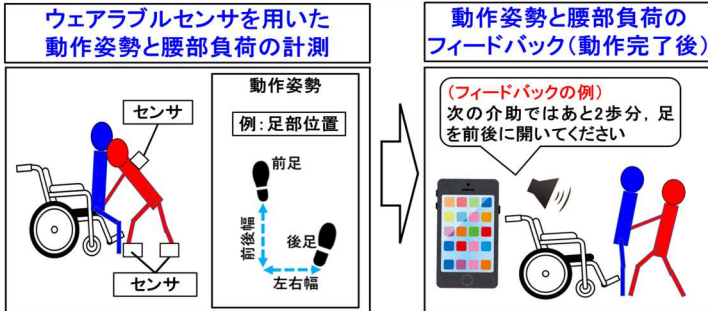 ウェアラブルセンサを用いた
動作姿勢と腰部負荷の計測
センサ
センサ
動作姿勢
例：足部位置
前足
後足
前後幅
左右幅
動作姿勢と腰部負荷の
フィードバック（動作完了後）
（フィードバックの例）
次の介助ではあと2歩分，足
を前後に開いてください